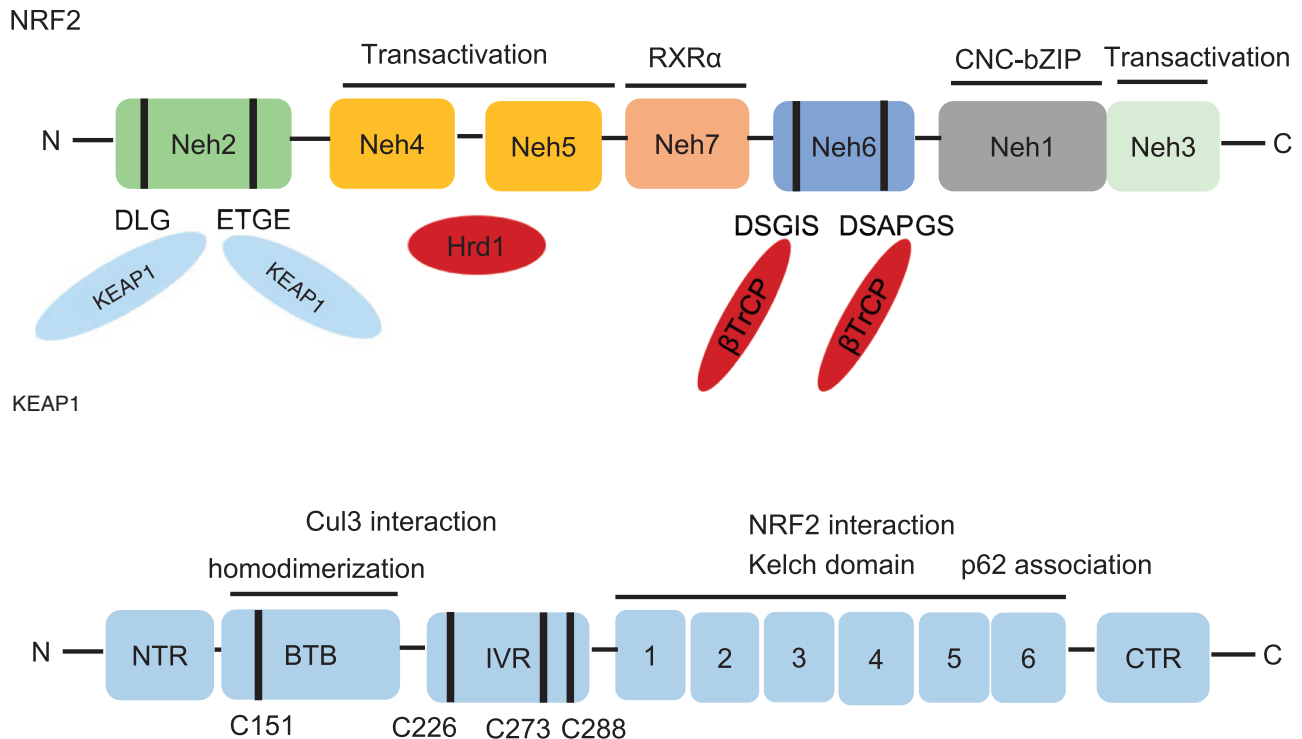 NRF2
Transactivation RXRα CNC-bZIP Transactivation
N Neh2 Neh4 Neh5 Neh7 Neh6 Neh1 Neh3 C
DLG ETGE DSGIS DSAPGS
KEAP1 KEAP1 Hrd1 βTrCP βTrCP
KEAP1
Cul3 interaction NRF2 interaction
homodimerization Kelch domain p62 association
N NTR BTB IVR 1 2 3 4 5 6 CTR C
C151 C226 C273 C288